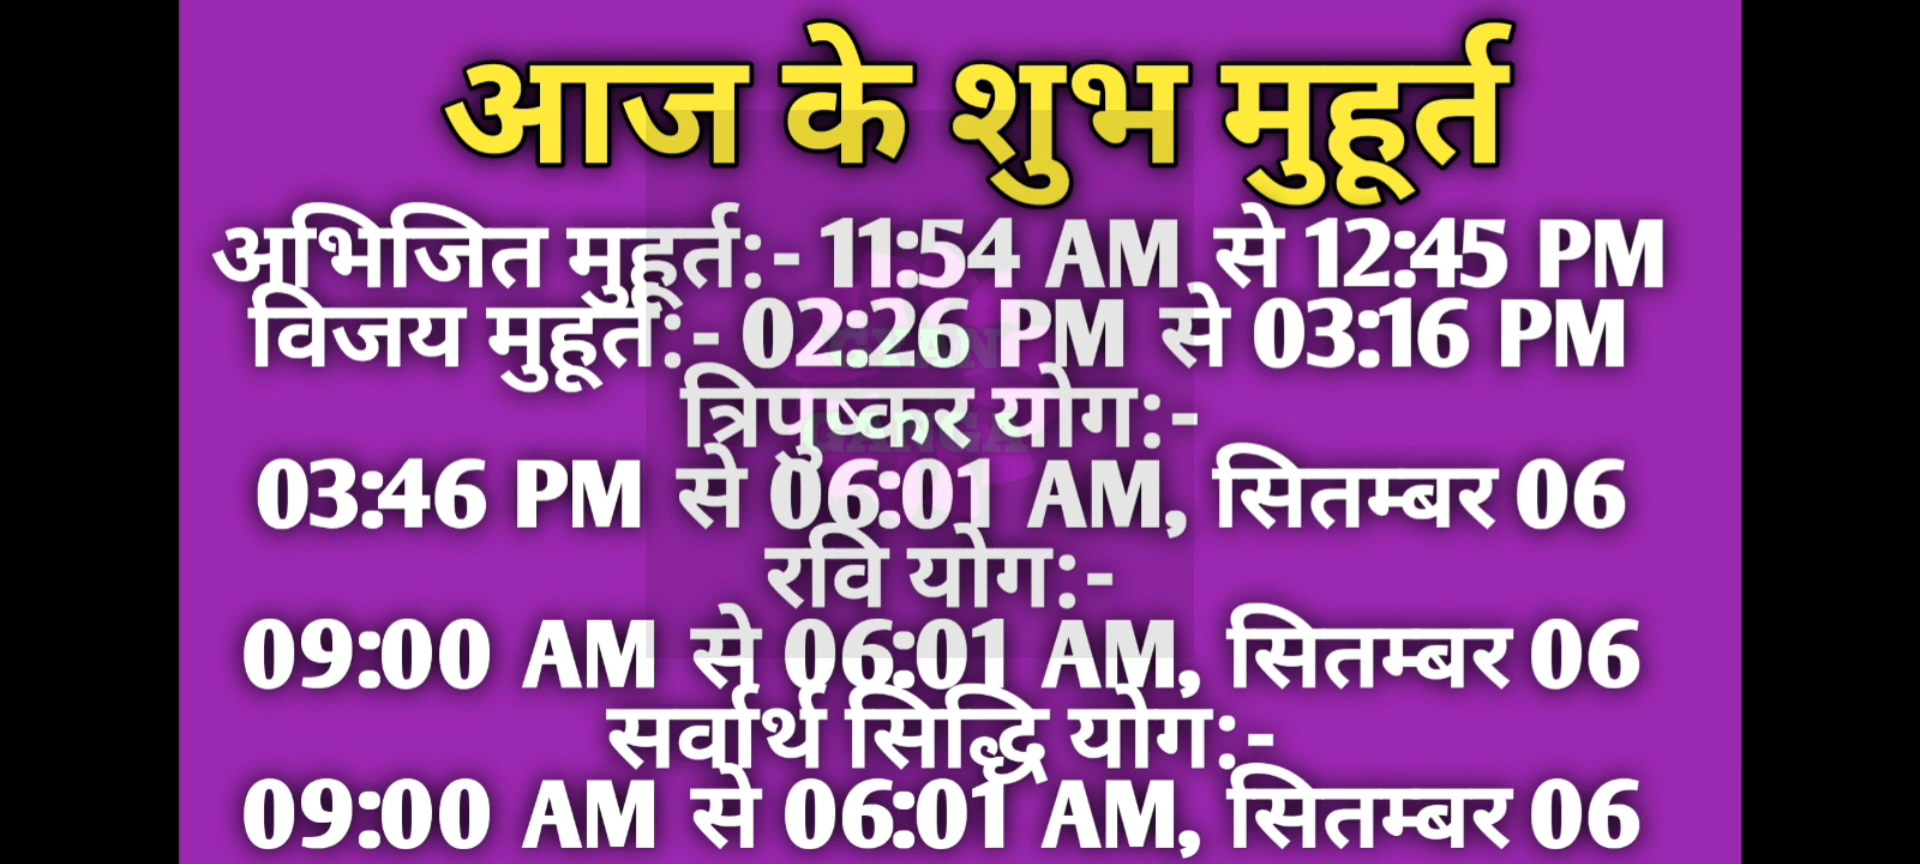 आज के शुभ मुहूर्त
अभिजित मुहूर्त:- 11:54 AM से 12:45 PM
विजय मुहूर्त:- 02:26 PM से 03:16 PM
त्रिपुष्कर योग:-
03:46 PM से 06:01 AM, सितम्बर 06
रवि योग:-
09:00 AM से 06:01 AM, सितम्बर 06
सर्वार्थ सिद्धि योग:-
09:00 AM से 06:01 AM, सितम्बर 06
GYAN
GANGA